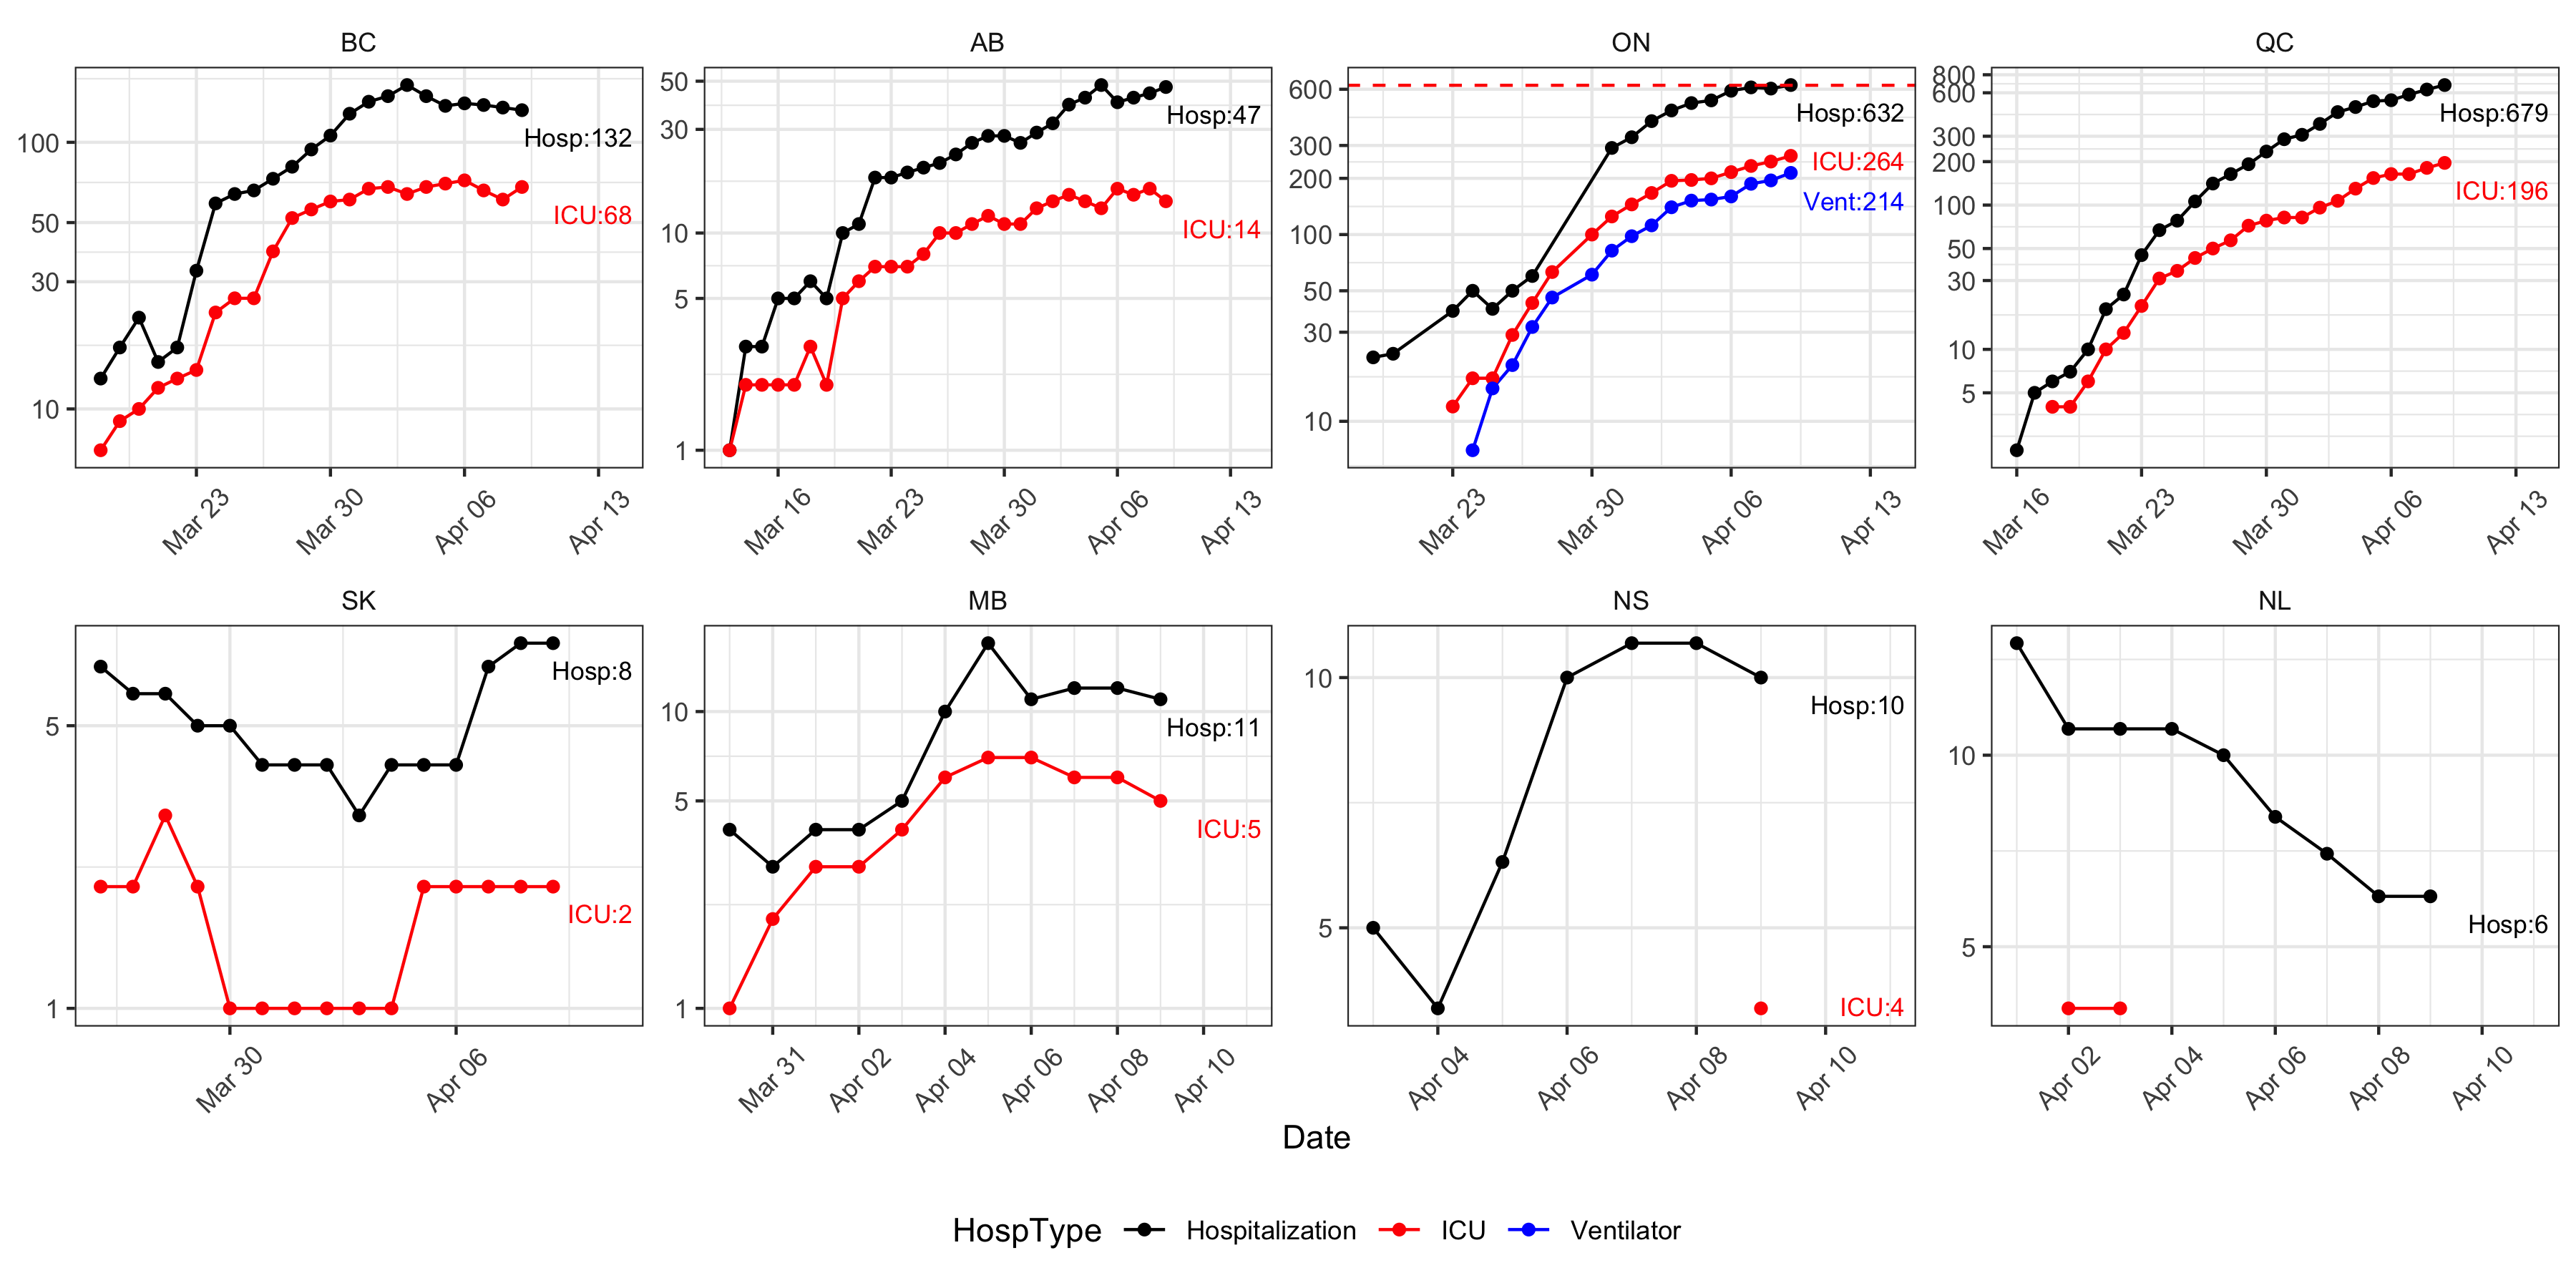 BC
AB
ON
QC
100
50
30
10
Hosp:132
ICU:68
Mar 23
Mar 30
Apr 06
Apr 13
50
30
10
5
1
Hosp:47
ICU:14
Mar 16
Mar 23
Mar 30
Apr 06
Apr 13
600
300
200
100
50
30
10
Hosp:632
ICU:264
Vent:214
Mar 23
Mar 30
Apr 06
Apr 13
800
600
300
200
100
50
30
10
5
Hosp:679
ICU:196
Mar 16
Mar 23
Mar 30
Apr 06
Apr 13
SK
MB
NS
NL
5
1
Hosp:8
ICU:2
Mar 30
Apr 06
10
5
1
Hosp:11
ICU:5
Mar 31
Apr 02
Apr 04
Apr 06
Apr 08
Apr 10
10
5
Hosp:10
ICU:4
Apr 04
Apr 06
Apr 08
Apr 10
10
5
Hosp:6
Apr 02
Apr 04
Apr 06
Apr 08
Apr 10
Date
HospType Hospitalization ICU Ventilator